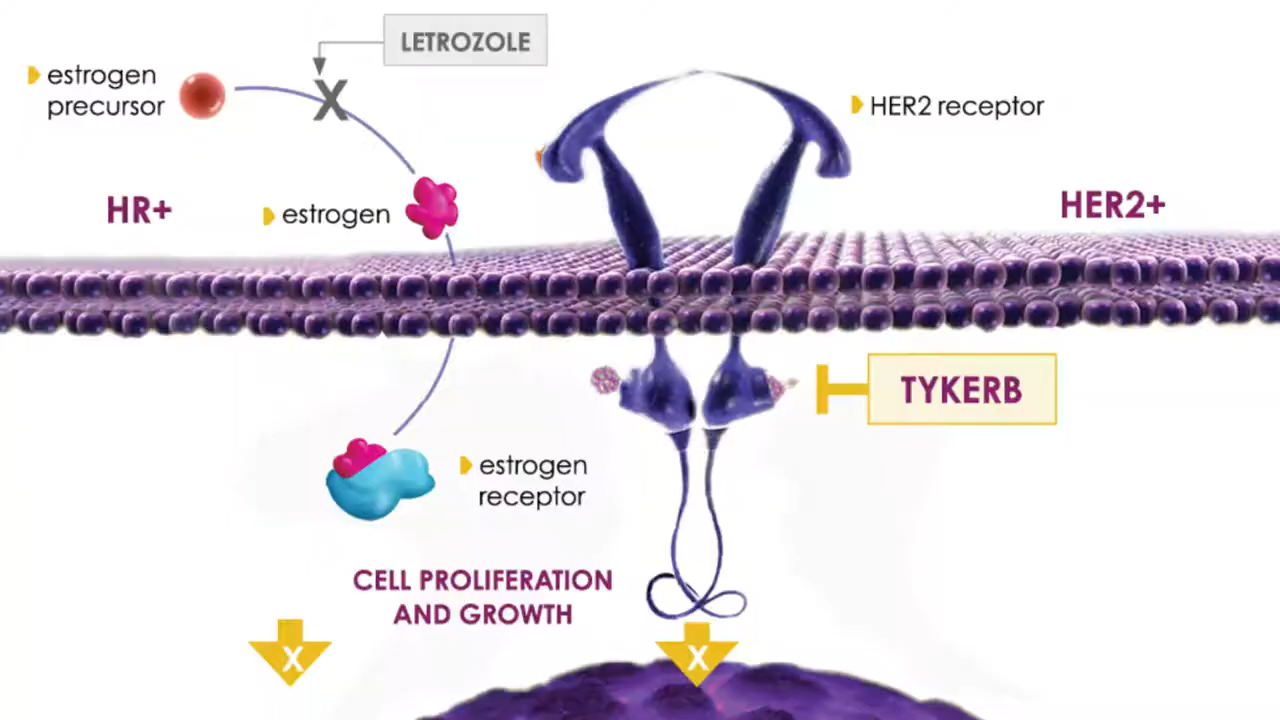 LETROZOLE
estrogen
precursor
X
HER2 receptor
HR+
estrogen
HER2+
TYKERB
estrogen
receptor
CELL PROLIFERATION
AND GROWTH
X
X